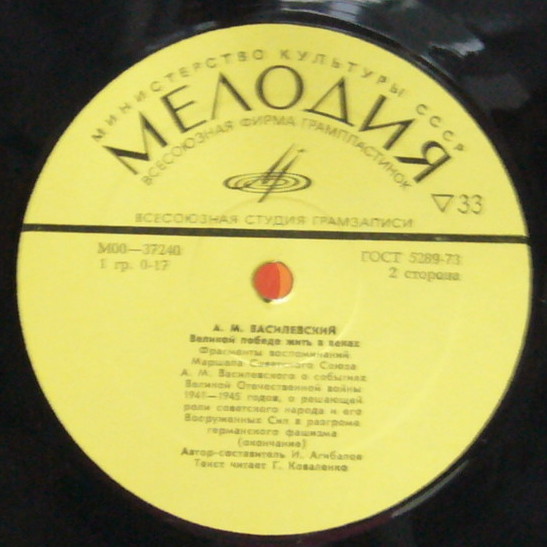 МИНИСТЕРСТВО КУЛЬТУРЫ СССР
МЕЛОДИЯ
ВСЕСОЮЗНАЯ ФИРМА ГРАМПЛАСТИНОК
33
ВСЕСОЮЗНАЯ СТУДИЯ ГРАМЗАПИСИ
М00—37240
ГОСТ 5289-73
1 гр. 0-17
2 сторона
А. М. ВАСИЛЕВСКИЙ
Великой победе жить в веках
Фрагменты воспоминаний
Маршала Советского Союза
А. М. Василевского о событиях
Великой Отечественной войны
1941—1945 годов, о решающей
роли советского народа и его
Вооруженных Сил в разгроме
германского фашизма
(окончание)
Автор-составитель И. Агибалов
Текст читает Г. Коваленко